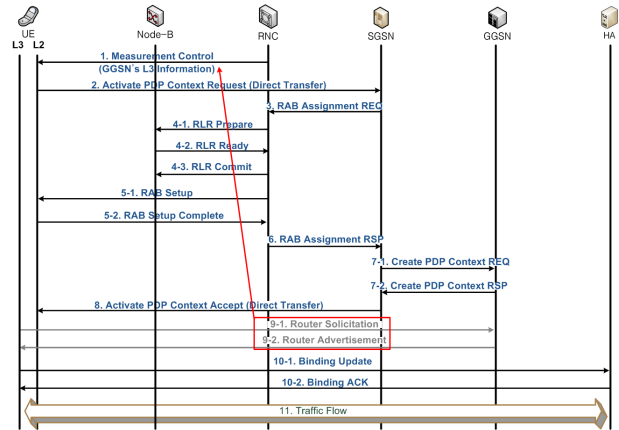 UE
Node-B
RNC
SGSN
GGSN
HA
L3 L2
1. Measurement Control
(GGSN´s L3 Information)
2. Activate PDP Context Request (Direct Transfer)
3. RAB Assignment REQ
4-1. RLR Prepare
4-2. RLR Ready
4-3. RLR Commit
5-1. RAB Setup
5-2. RAB Setup Complete
6. RAB Assignment RSP
7-1. Create PDP Context REQ
7-2. Create PDP Context RSP
8. Activate PDP Context Accept (Direct Transfer)
9-1. Router Solicitation
9-2. Router Advertisement
10-1. Binding Update
10-2. Binding ACK
11. Traffic Flow